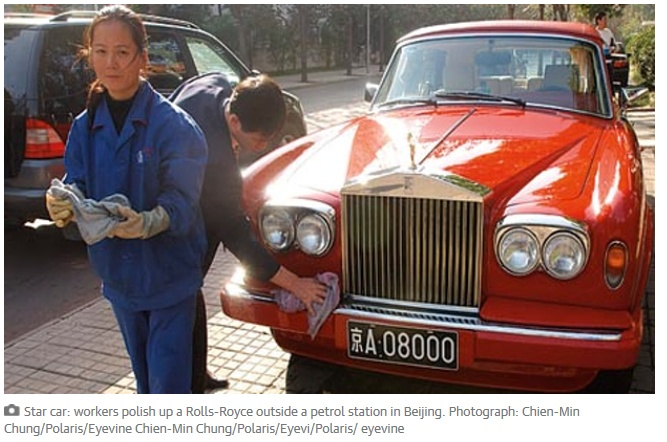 京A·08000
Star car: workers polish up a Rolls-Royce outside a petrol station in Beijing. Photograph: Chien-Min
Chung/Polaris/Eyevine Chien-Min Chung/Polaris/Eyevi/Polaris/ eyevine